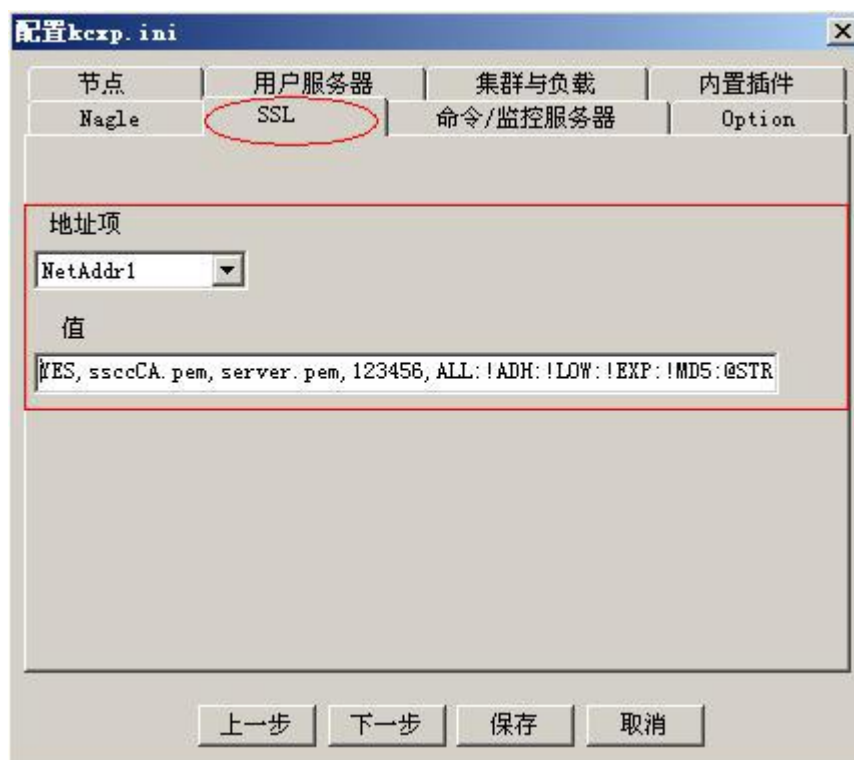 配置kcxp.ini
节点 用户服务器 集群与负载 内置插件
Nagle SSL 命令/监控服务器 Option
地址项
NetAddr1
值
YES, ssccCA.pem, server.pem, 123456, ALL:!ADH:!LOW:!EXP:!MD5:@STR
上一步 下一步 保存 取消